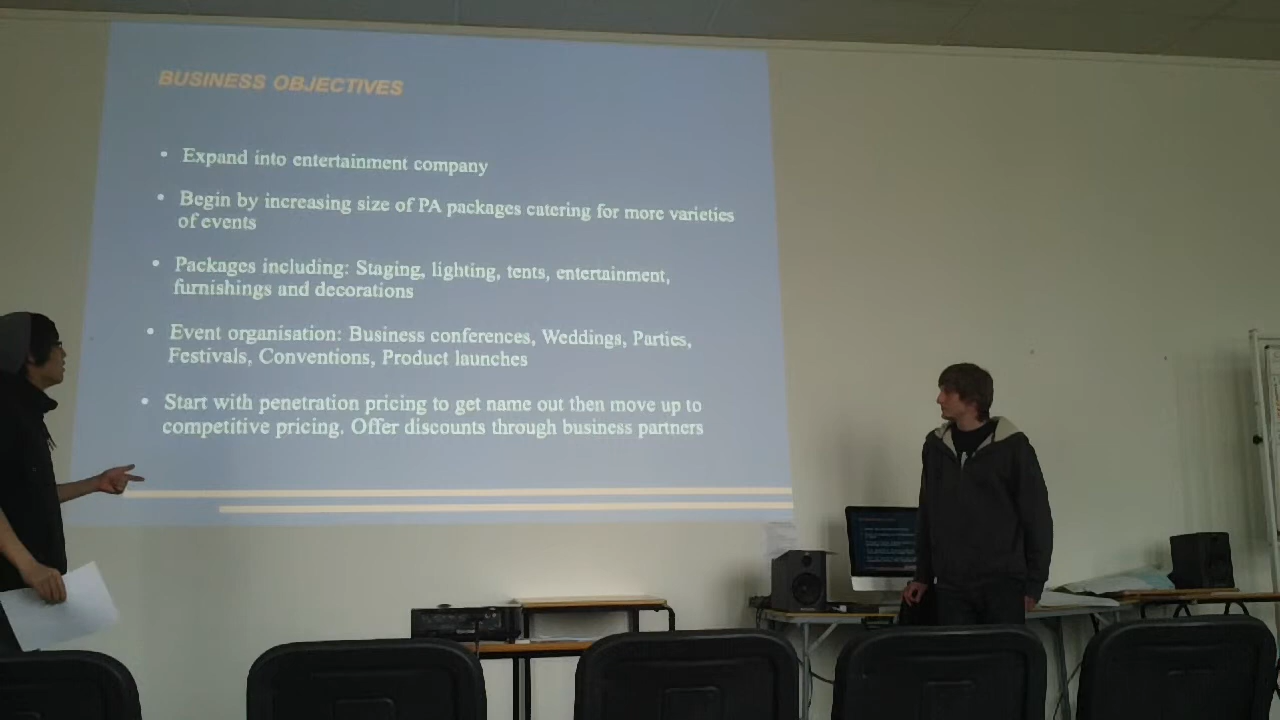 BUSINESS OBJECTIVES
• Expand into entertainment company
• Begin by increasing size of PA packages catering for more varieties
of events
• Packages including: Staging, lighting, tents, entertainment,
furnishings and decorations
• Event organisation: Business conferences, Weddings, Parties,
Festivals, Conventions, Product launches
• Start with penetration pricing to get name out then move up to
competitive pricing. Offer discounts through business partners